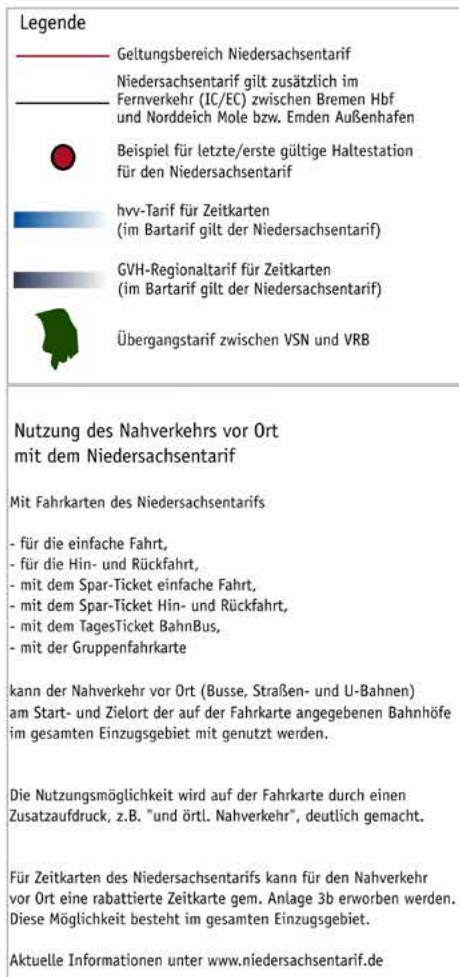 Legende
Geltungsbereich Niedersachsentarif
Niedersachsentarif gilt zusätzlich im
Fernverkehr (IC/EC) zwischen Bremen Hbf
und Norddeich Mole bzw. Emden Außenhafen
Beispiel für letzte/erste gültige Haltestation
für den Niedersachsentarif
hvv-Tarif für Zeitkarten
(im Bartarif gilt der Niedersachsentarif)
GVH-Regionaltarif für Zeitkarten
(im Bartarif gilt der Niedersachsentarif)
Übergangstarif zwischen VSN und VRB
Nutzung des Nahverkehrs vor Ort
mit dem Niedersachsentarif
Mit Fahrkarten des Niedersachsentarifs
- für die einfache Fahrt,
- für die Hin- und Rückfahrt,
- mit dem Spar-Ticket einfache Fahrt,
- mit dem Spar-Ticket Hin- und Rückfahrt,
- mit dem TagesTicket BahnBus,
- mit der Gruppenfahrkarte
kann der Nahverkehr vor Ort (Busse, Straßen- und U-Bahnen)
am Start- und Zielort der auf der Fahrkarte angegebenen Bahnhöfe
im gesamten Einzugsgebiet mit genutzt werden.
Die Nutzungsmöglichkeit wird auf der Fahrkarte durch einen
Zusatzaufdruck, z.B. "und örtl. Nahverkehr", deutlich gemacht.
Für Zeitkarten des Niedersachsentarifs kann für den Nahverkehr
vor Ort eine rabattierte Zeitkarte gem. Anlage 3b erworben werden.
Diese Möglichkeit besteht im gesamten Einzugsgebiet.
Aktuelle Informationen unter www.niedersachsentarif.de